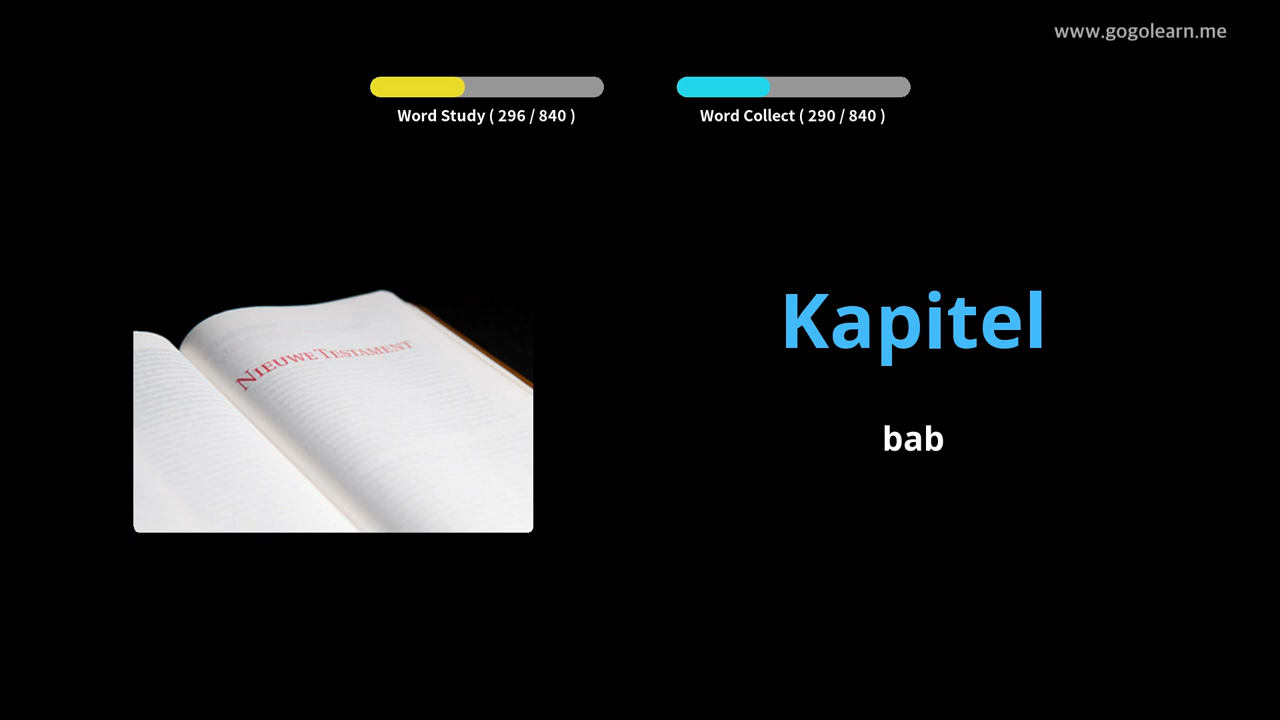 www.gogolearn.me
Word Study ( 296 / 840 )
Word Collect ( 290 / 840 )
NIEUWE TESTAMENT
Kapitel
bab